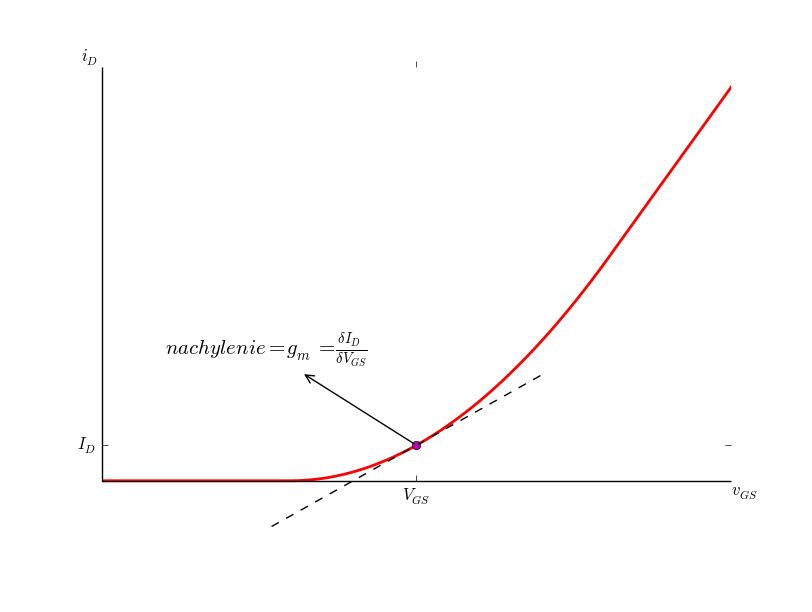 i_D
nachylenie = g_m = δI_D/δV_GS
I_D
V_GS
v_GS